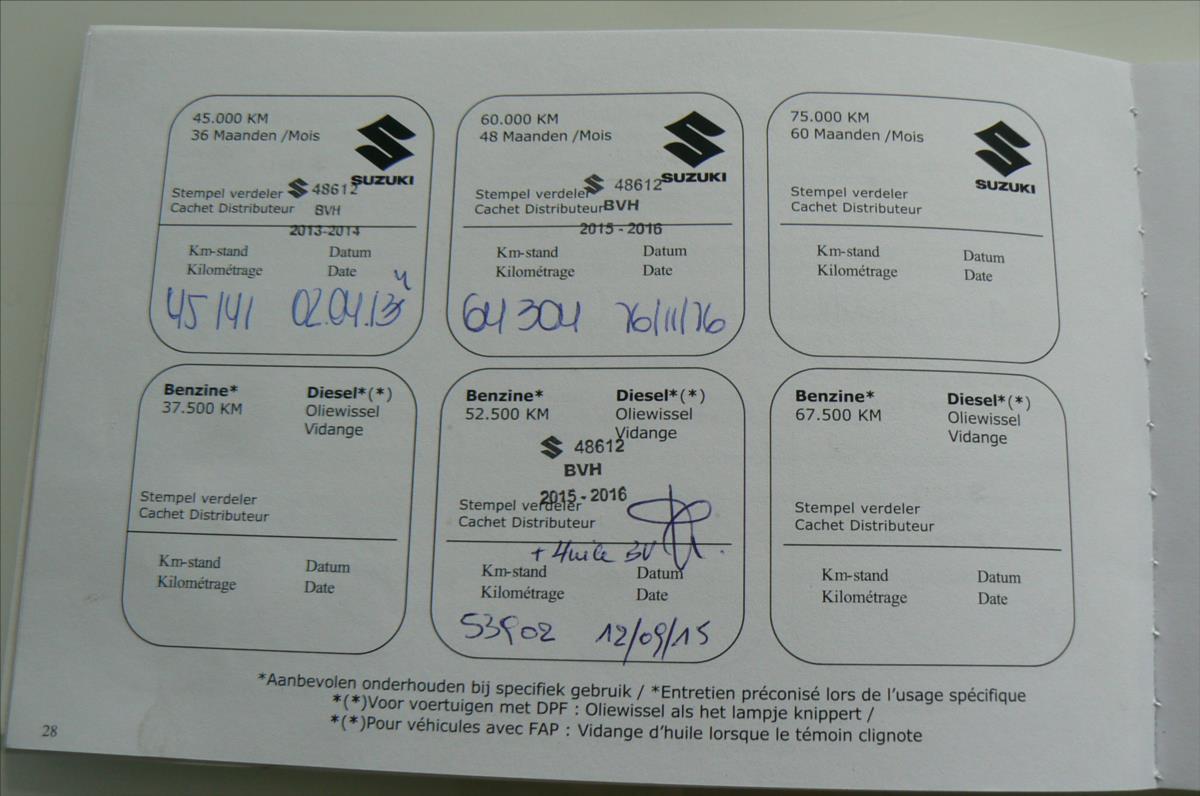 45.000 KM
36 Maanden /Mois
SUZUKI
Stempel verdeler
48612
Cachet Distributeur
BVH
2013-2014
Km-stand Datum
Kilométrage Date
4
45141 02.04.13
60.000 KM
48 Maanden /Mois
SUZUKI
Stempel verdeler
48612
Cachet Distributeur
BVH
2015 - 2016
Km-stand Datum
Kilométrage Date
64304 16/11/16
75.000 KM
60 Maanden /Mois
SUZUKI
Stempel verdeler
Cachet Distributeur
Km-stand Datum
Kilométrage Date
Benzine* Diesel*(*)
37.500 KM Oliewissel
Vidange
Stempel verdeler
Cachet Distributeur
Km-stand Datum
Kilométrage Date
Benzine* Diesel*(*)
52.500 KM Oliewissel
Vidange
48612
BVH
2015 - 2016
Stempel verdeler
Cachet Distributeur
+ Huile BV
Km-stand Datum
Kilométrage Date
53902 12/09/15
Benzine* Diesel*(*)
67.500 KM Oliewissel
Vidange
Stempel verdeler
Cachet Distributeur
Km-stand Datum
Kilométrage Date
*Aanbevolen onderhouden bij specifiek gebruik / *Entretien préconisé lors de l'usage spécifique
*(*)Voor voertuigen met DPF : Oliewissel als het lampje knippert /
*(*)Pour véhicules avec FAP : Vidange d'huile lorsque le témoin clignote
28